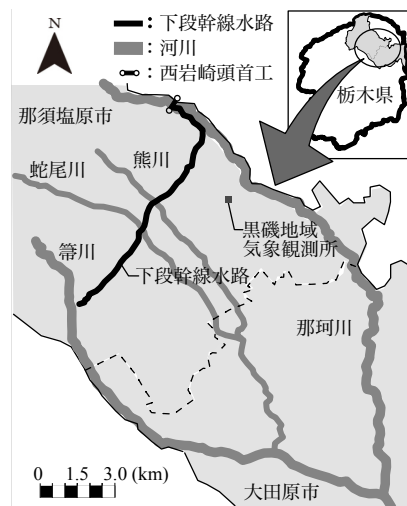 N
：下段幹線水路
：河川
：西岩崎頭首工
栃木県
那須塩原市
熊川
蛇尾川
黒磯地域
気象観測所
箒川
下段幹線水路
那珂川
0 1.5 3.0 (km)
大田原市